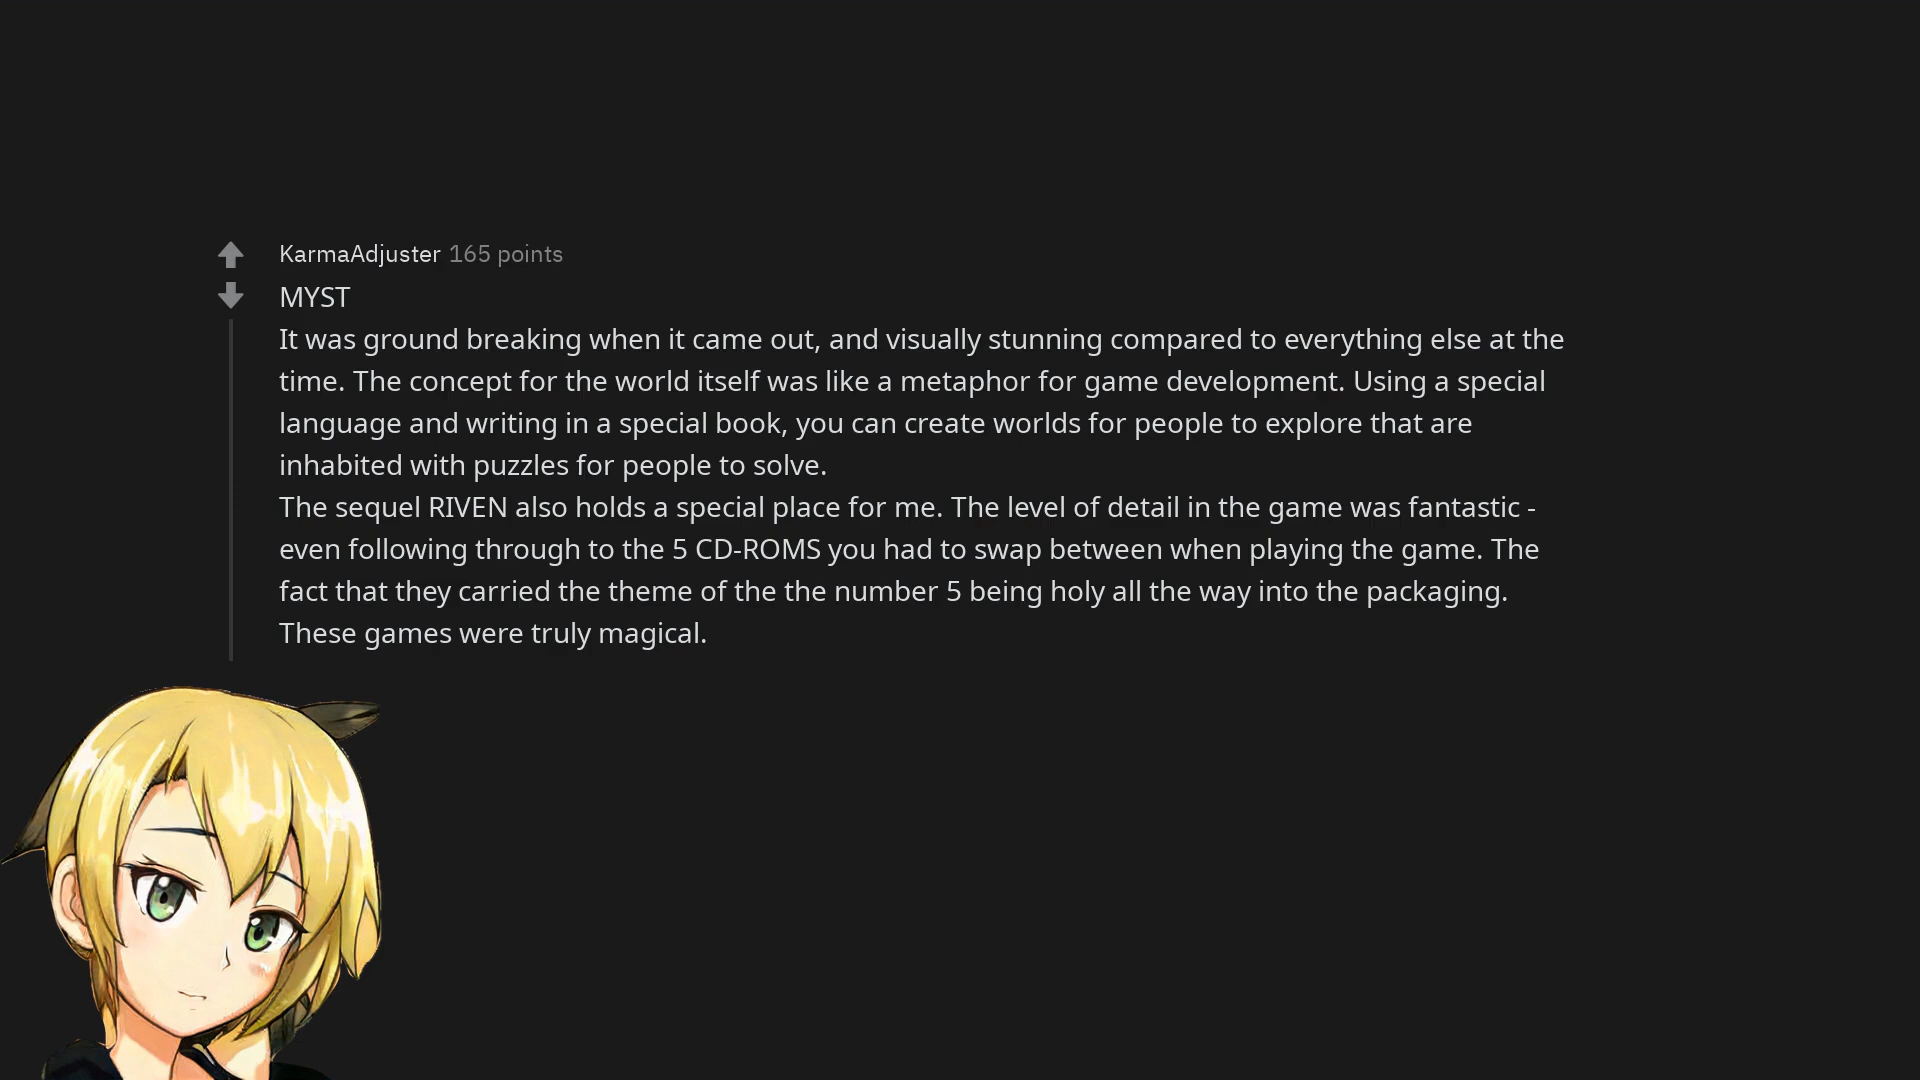 KarmaAdjuster 165 points
MYST
It was ground breaking when it came out, and visually stunning compared to everything else at the
time. The concept for the world itself was like a metaphor for game development. Using a special
language and writing in a special book, you can create worlds for people to explore that are
inhabited with puzzles for people to solve.
The sequel RIVEN also holds a special place for me. The level of detail in the game was fantastic -
even following through to the 5 CD-ROMS you had to swap between when playing the game. The
fact that they carried the theme of the the number 5 being holy all the way into the packaging.
These games were truly magical.